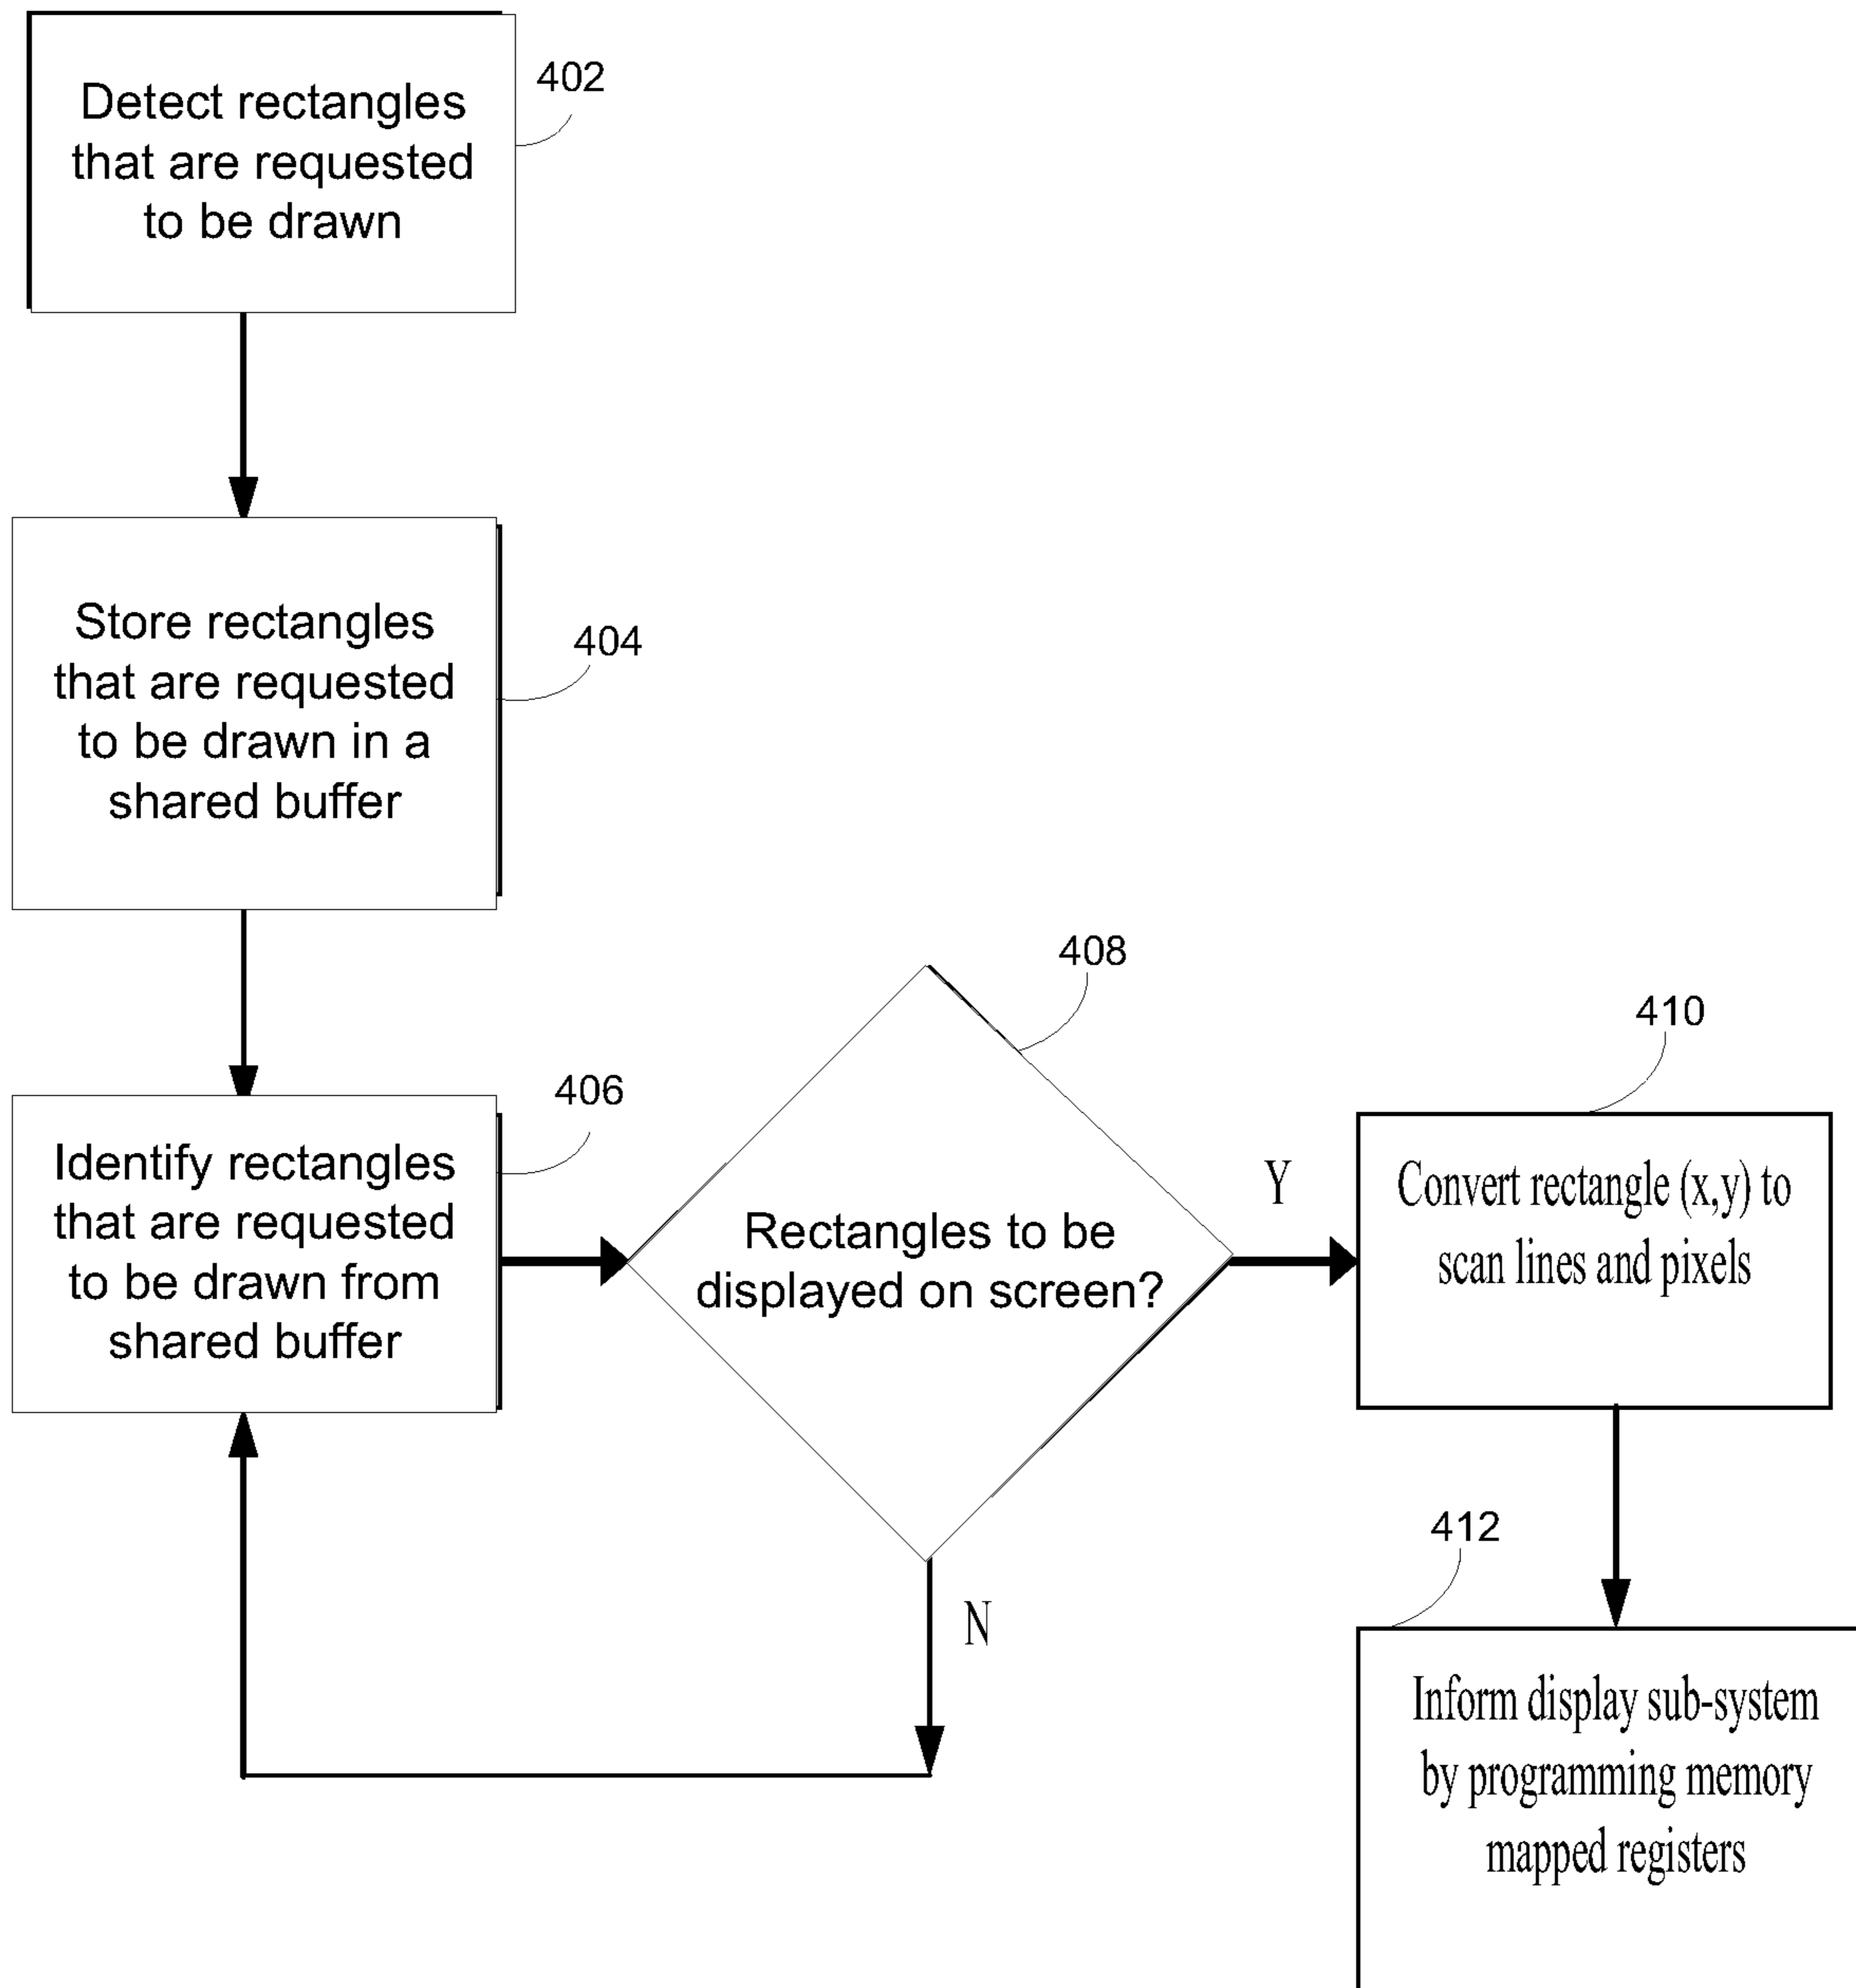 Detect rectangles
that are requested
to be drawn
402
Store rectangles
that are requested
to be drawn in a
shared buffer
404
Identify rectangles
that are requested
to be drawn from
shared buffer
406
Rectangles to be
displayed on screen?
408
Y
N
Convert rectangle (x,y) to
scan lines and pixels
410
Inform display sub-system
by programming memory
mapped registers
412